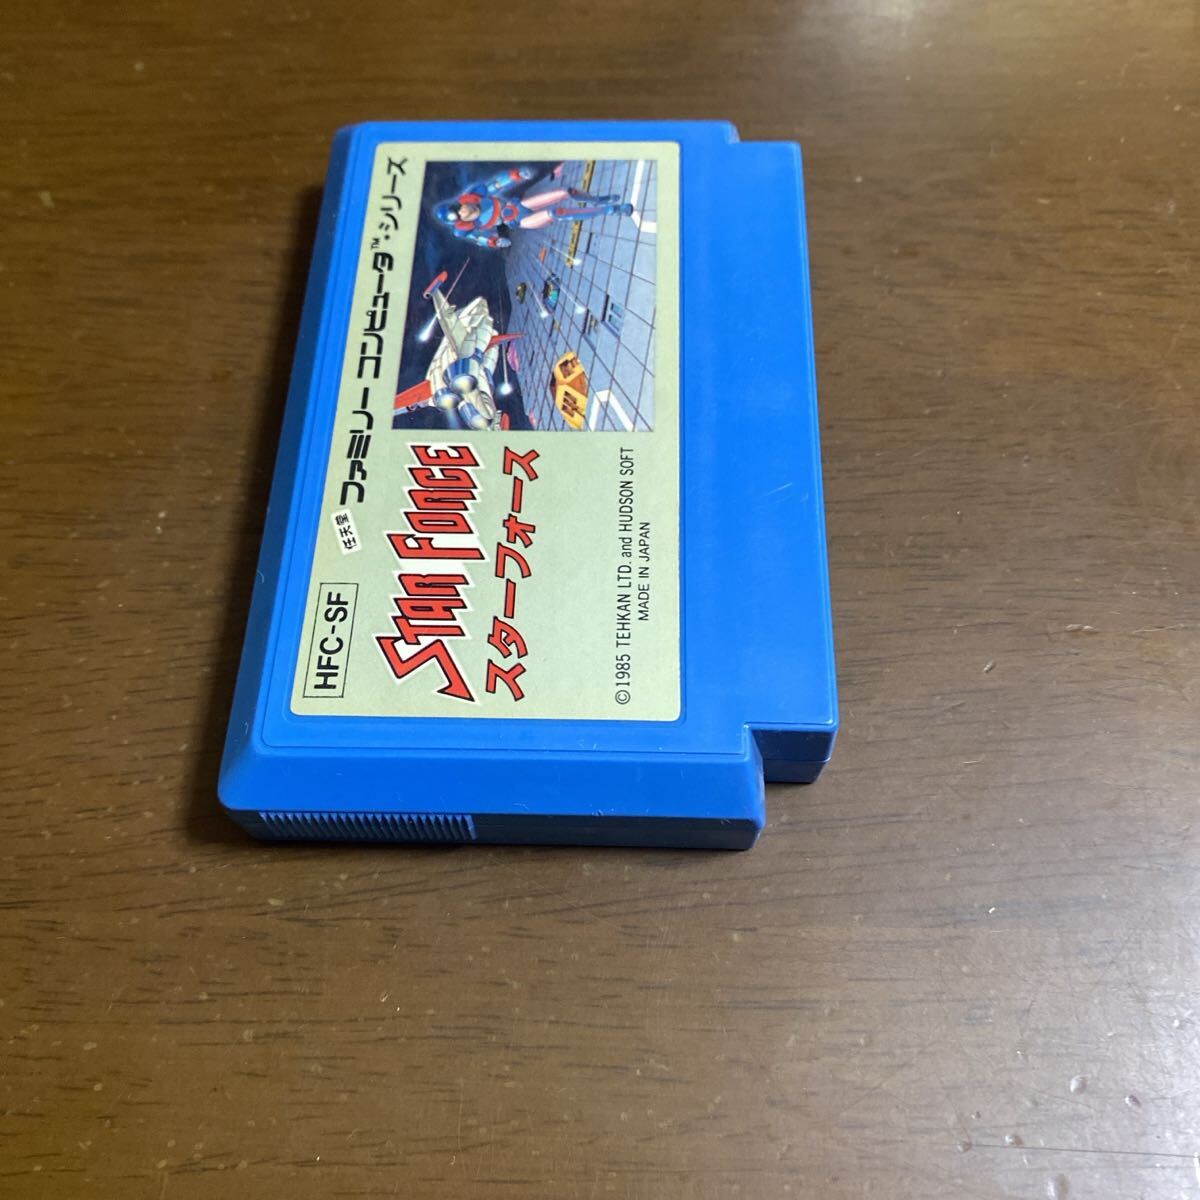 HFC-SF
任天堂 ファミリー コンピュータ™・シリーズ
STAR FORCE
スターフォース
©1985 TEHKAN LTD. and HUDSON SOFT
MADE IN JAPAN